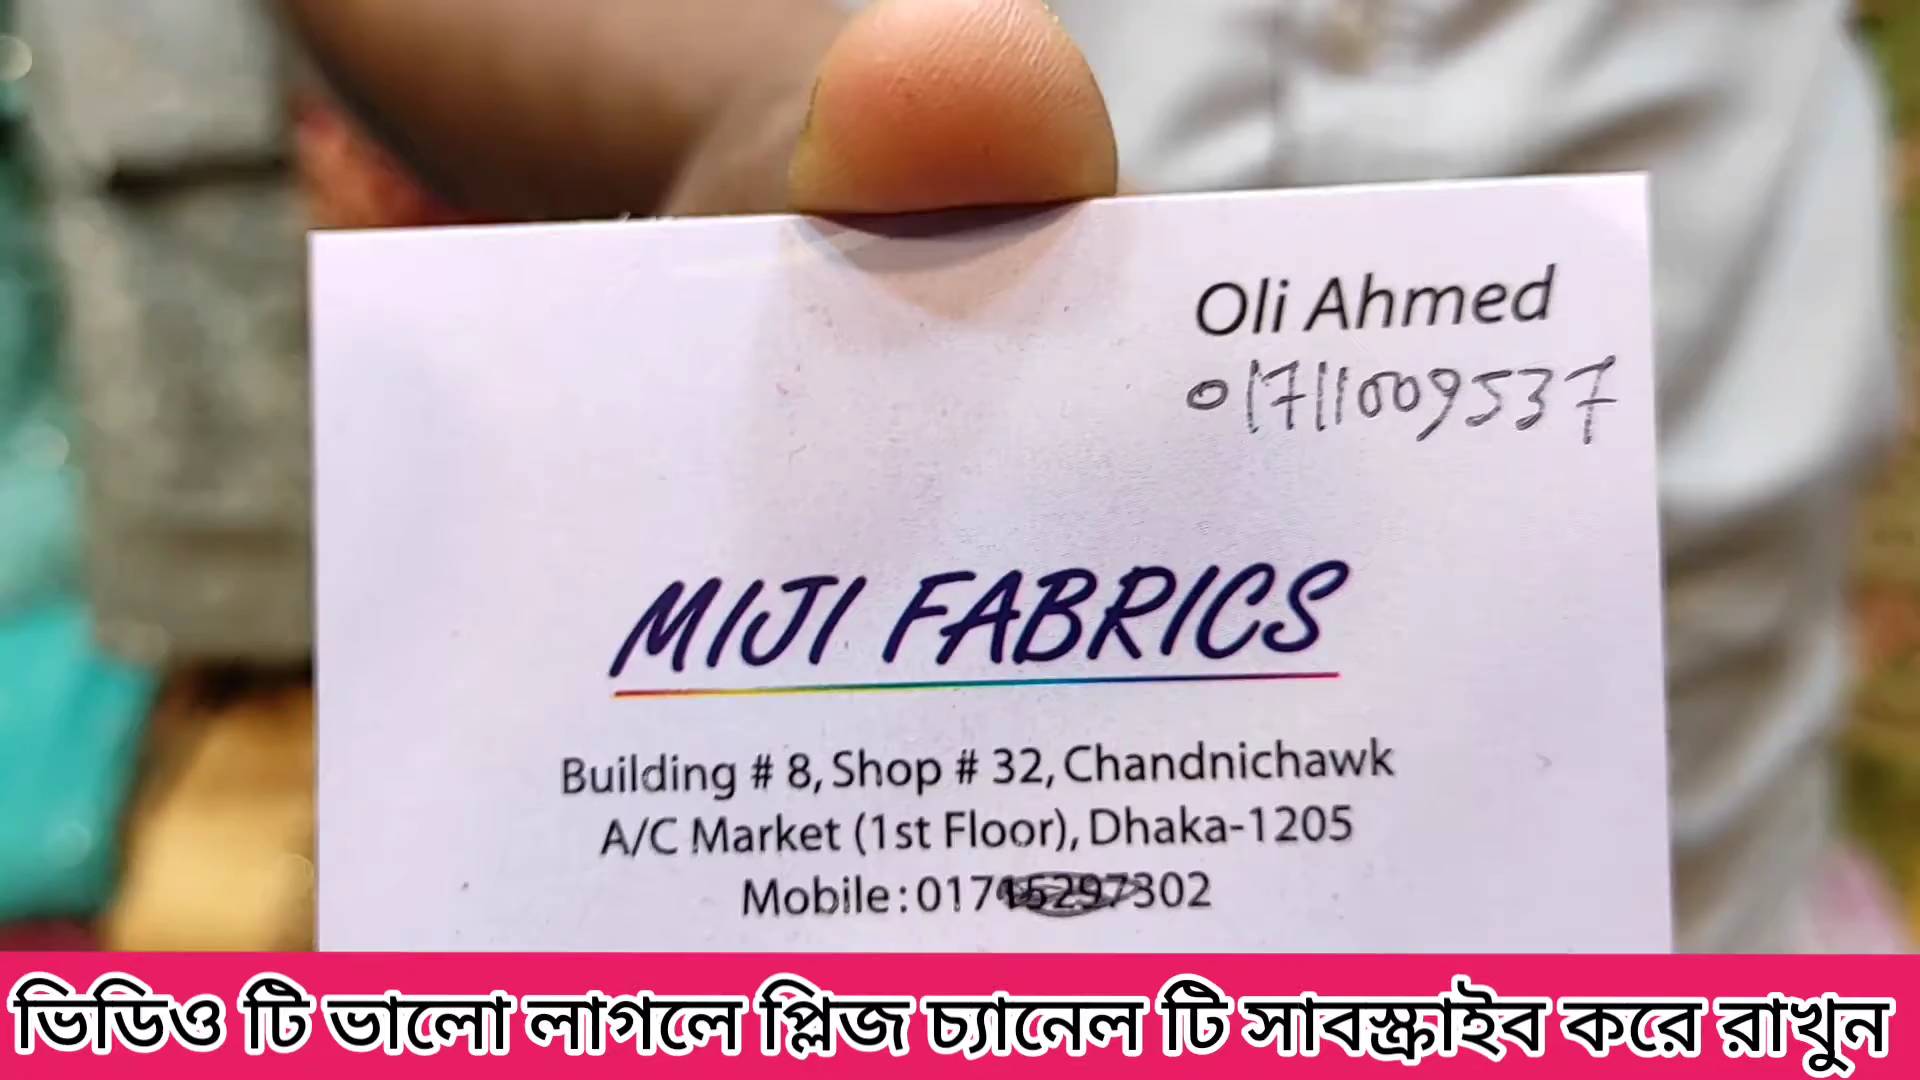 Oli Ahmed
01711009537
MIJI FABRICS
Building # 8, Shop # 32, Chandnichawk
A/C Market (1st Floor), Dhaka-1205
Mobile : 01715297302
ভিডিও টি ভালো লাগলে প্লিজ চ্যানেল টি সাবস্ক্রাইব করে রাখুন